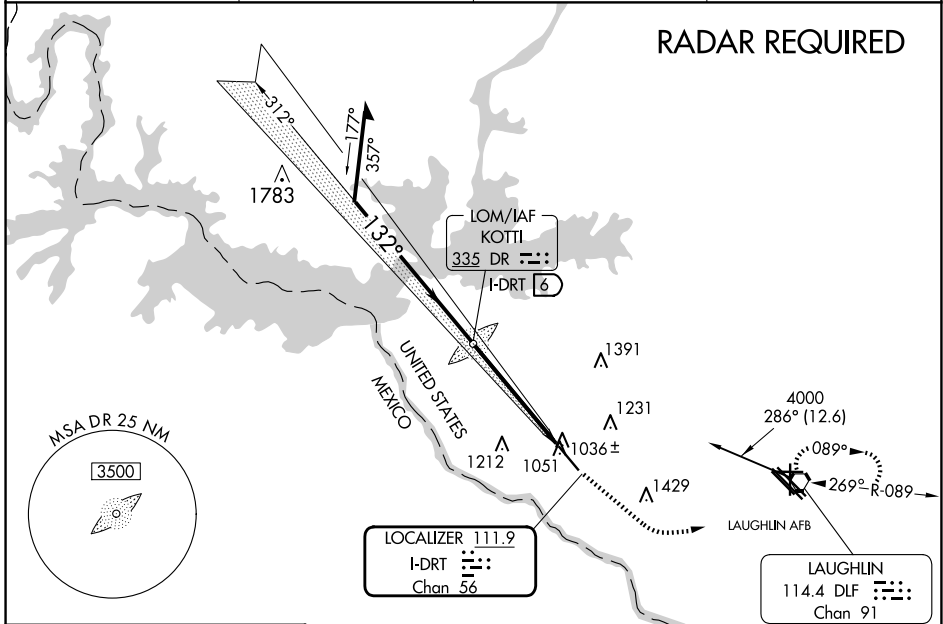 RADAR REQUIRED
312°
177°
357°
1783
132°
LOM/IAF
KOTTI
335 DR
I-DRT 6
1391
UNITED STATES
MEXICO
1231
4000
286° (12.6)
MSA DR 25 NM
3500
089°
1212
1051
1036±
269°
R-089
1429
LAUGHLIN AFB
LOCALIZER 111.9
I-DRT
Chan 56
LAUGHLIN
114.4 DLF
Chan 91